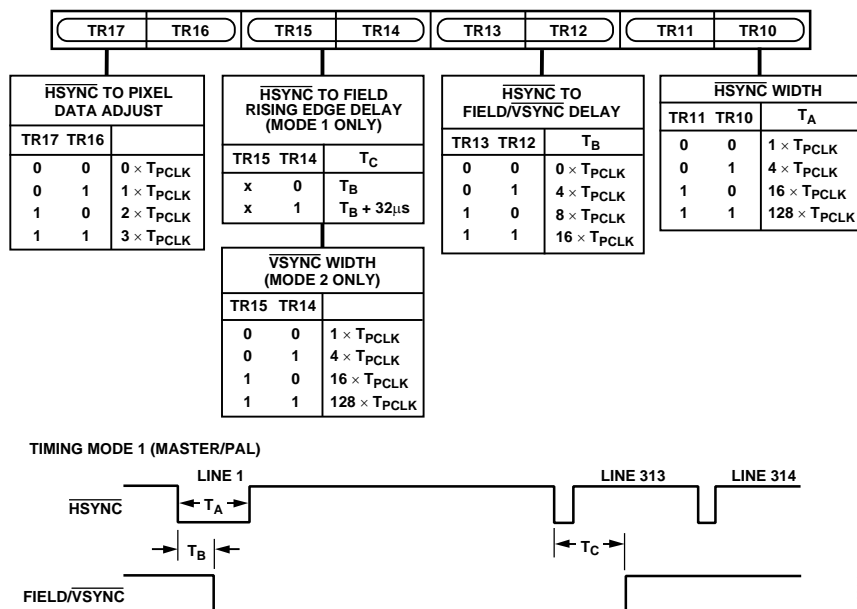 TR17 TR16 TR15 TR14 TR13 TR12 TR11 TR10
HSYNC TO PIXEL
DATA ADJUST
TR17 TR16
0 0 0 × TPCLK
0 1 1 × TPCLK
1 0 2 × TPCLK
1 1 3 × TPCLK
HSYNC TO FIELD
RISING EDGE DELAY
(MODE 1 ONLY)
TR15 TR14 TC
x 0 TB
x 1 TB + 32μs
VSYNC WIDTH
(MODE 2 ONLY)
TR15 TR14
0 0 1 × TPCLK
0 1 4 × TPCLK
1 0 16 × TPCLK
1 1 128 × TPCLK
HSYNC TO
FIELD/VSYNC DELAY
TR13 TR12 TB
0 0 0 × TPCLK
0 1 4 × TPCLK
1 0 8 × TPCLK
1 1 16 × TPCLK
HSYNC WIDTH
TR11 TR10 TA
0 0 1 × TPCLK
0 1 4 × TPCLK
1 0 16 × TPCLK
1 1 128 × TPCLK
TIMING MODE 1 (MASTER/PAL)
LINE 1 LINE 313 LINE 314
HSYNC
TA
TB
TC
FIELD/VSYNC